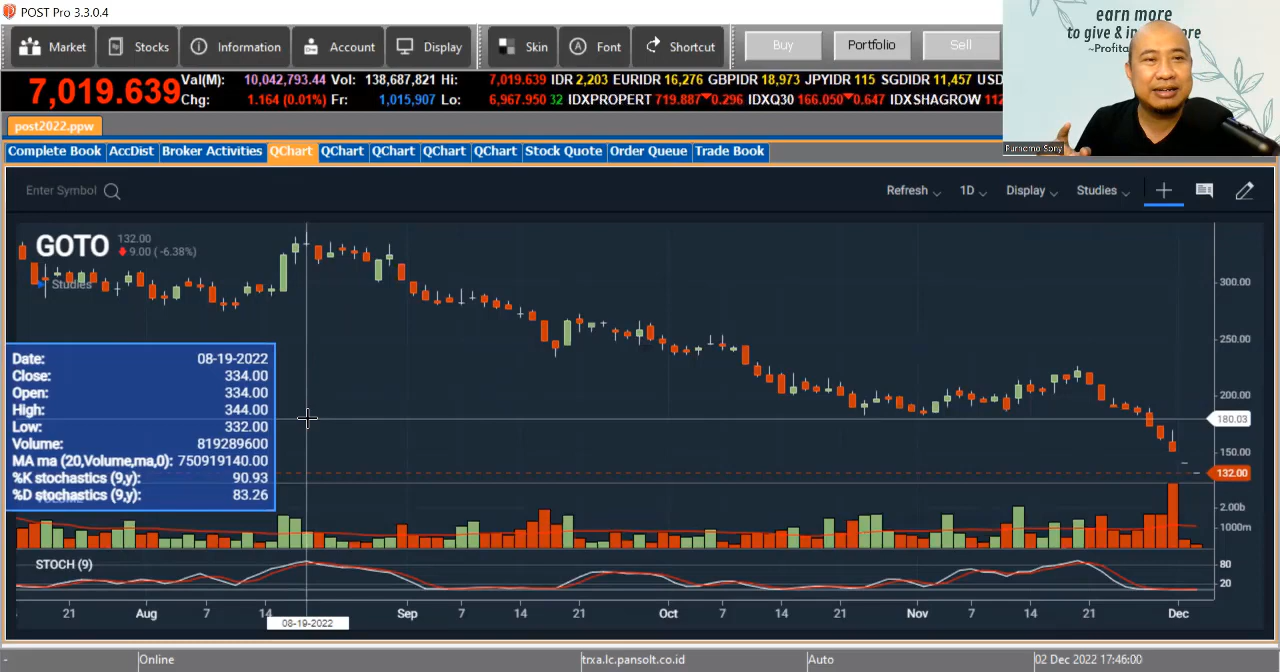 POST Pro 3.3.0.4
Market Stocks Information Account Display Skin Font Shortcut Buy Portfolio Sell
7,019.639 Val(M): 10,042,793.44 Vol: 138,687,821 Hi: 7,019.639 IDR 2,203 EURIDR 16,276 GBPIDR 18,973 JPYIDR 115 SGDIDR 11,457 USD
Chg: 1.164 (0.01%) Fr: 1,015,907 Lo: 6,967.950 32 IDXPROPERT 719.887 0.296 IDXQ30 166.050 0.647 IDXSHAGROW 112
earn more
to give & in ore
~Profita
Purnomo Sony
post2022.ppw
Complete Book AccDist Broker Activities QChart QChart QChart QChart QChart Stock Quote Order Queue Trade Book
Enter Symbol Refresh 1D Display Studies
GOTO 132.00
9.00 (-6.38%)
Studies
300.00
250.00
200.00
180.03
150.00
132.00
Date: 08-19-2022
Close: 334.00
Open: 334.00
High: 344.00
Low: 332.00
Volume: 819289600
MA ma (20,Volume,ma,0): 750919140.00
%K stochastics (9,y): 90.93
%D stochastics (9,y): 83.26
2.00b
1000m
STOCH (9)
80
20
21 Aug 7 14 Sep 7 14 21 Oct 7 14 21 Nov 7 14 21 Dec
08-19-2022
- Online trxa.lc.pansolt.co.id Auto 02 Dec 2022 17:46:00